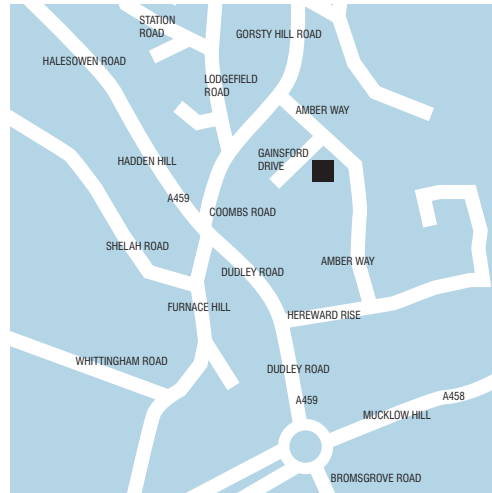 STATION
ROAD
GORSTY HILL ROAD
HALESOWEN ROAD
LODGEFIELD
ROAD
AMBER WAY
GAINSFORD
DRIVE
HADDEN HILL
A459
COOMBS ROAD
SHELAH ROAD
AMBER WAY
DUDLEY ROAD
FURNACE HILL
HEREWARD RISE
WHITTINGHAM ROAD
DUDLEY ROAD
A459
A458
MUCKLOW HILL
BROMSGROVE ROAD